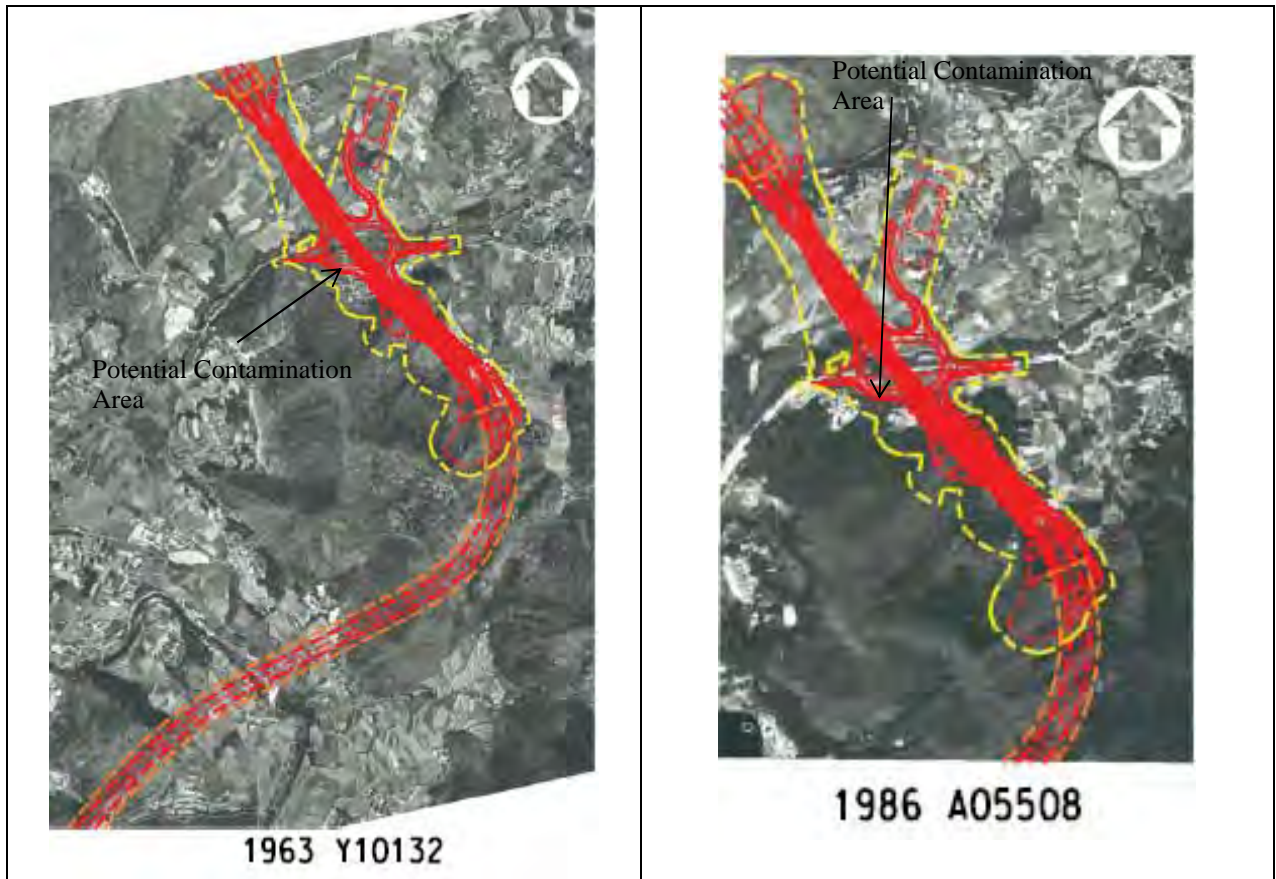 Potential Contamination
Area
1963 Y10132
Potential Contamination
Area
1986 A05508